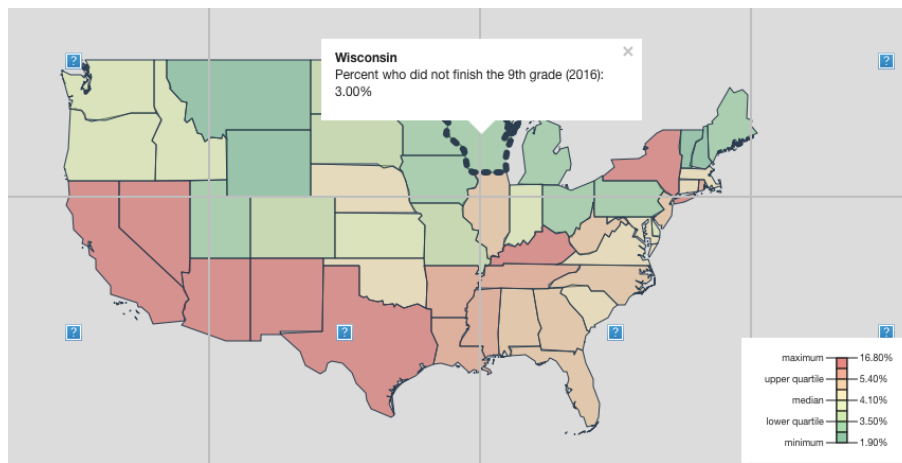 Wisconsin
×
Percent who did not finish the 9th grade (2016):
3.00%
?
?
?
?
?
?
maximum 16.80%
upper quartile 5.40%
median 4.10%
lower quartile 3.50%
minimum 1.90%